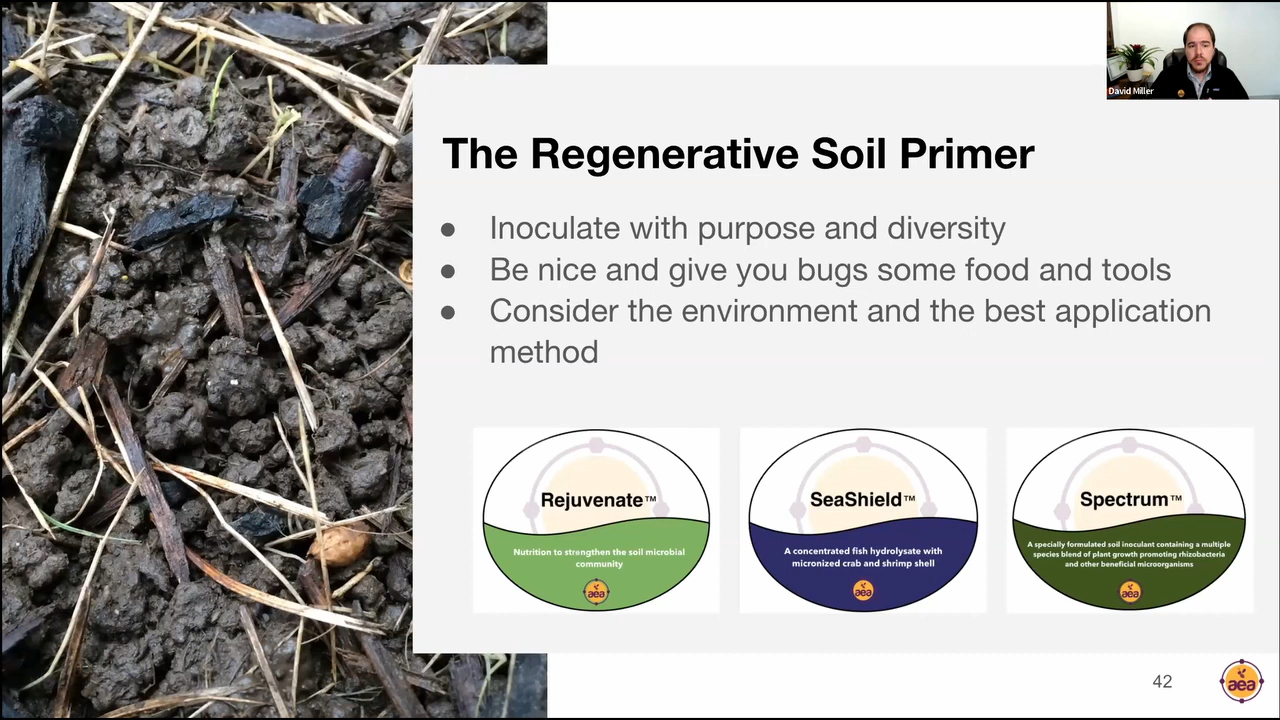 David Miller
The Regenerative Soil Primer
● Inoculate with purpose and diversity
● Be nice and give you bugs some food and tools
● Consider the environment and the best application
method
Rejuvenate™
Nutrition to strengthen the soil microbial
community
aea
SeaShield™
A concentrated fish hydrolysate with
micronized crab and shrimp shell
aea
Spectrum™
A specially formulated soil inoculant containing a multiple
species blend of plant growth promoting rhizobacteria
and other beneficial microorganisms
aea
42
aea